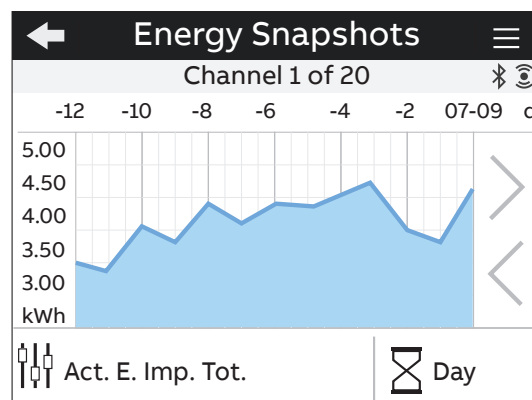 Energy Snapshots
Channel 1 of 20
-12 -10 -8 -6 -4 -2 07-09 d
5.00
4.50
4.00
3.50
3.00
kWh
Act. E. Imp. Tot. Day